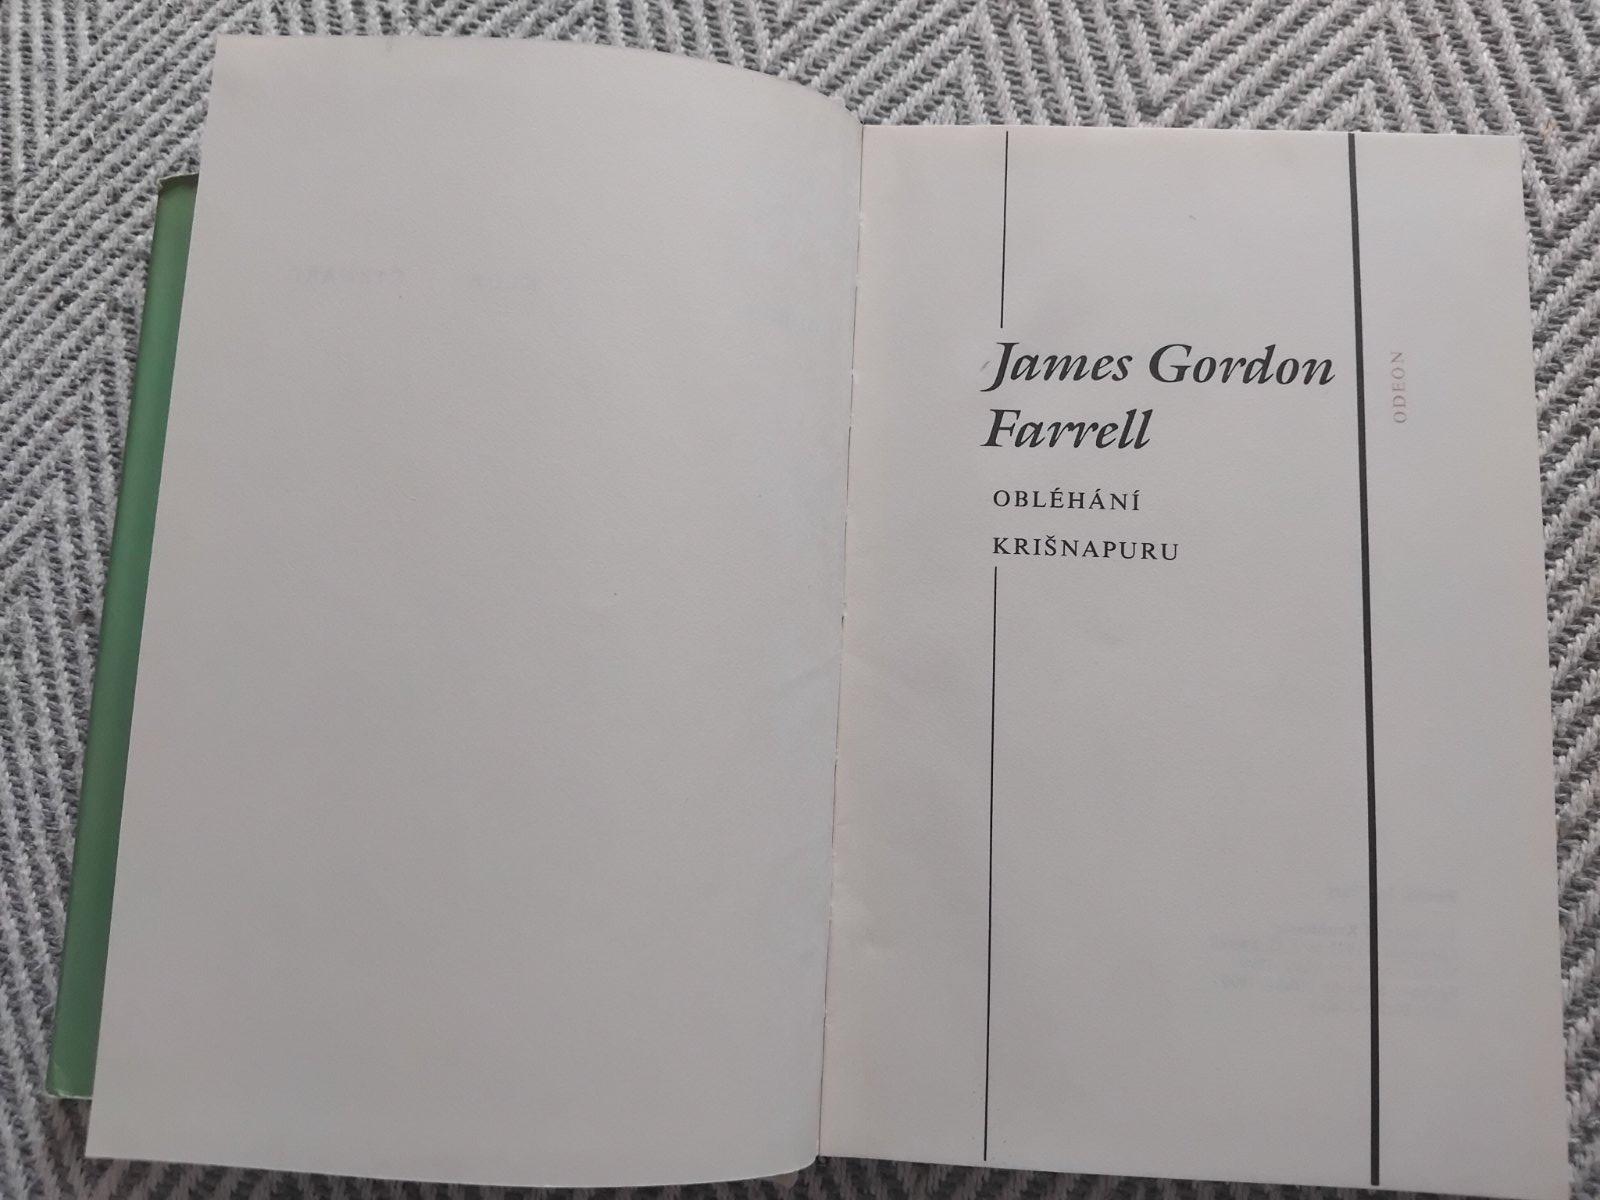 James Gordon
Farrell
OBLÉHÁNÍ
KRIŠNAPURU
ODEON